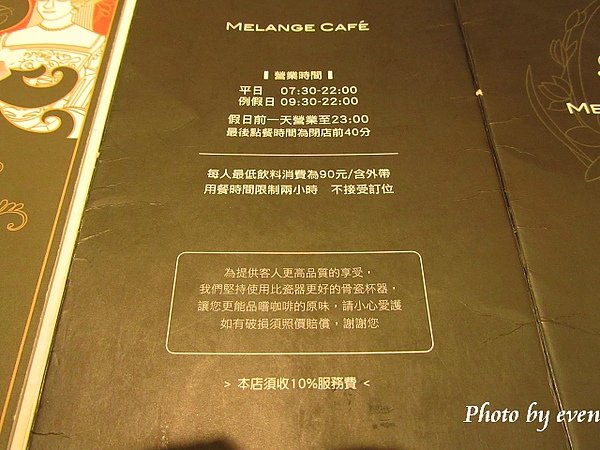 MELANGE CAFÉ
營業時間
平日 07:30-22:00
例假日 09:30-22:00
假日前一天營業至23:00
最後點餐時間為閉店前40分
每人最低飲料消費為90元/含外帶
用餐時間限制兩小時 不接受訂位
為提供客人更高品質的享受，
我們堅持使用比瓷器更好的骨瓷杯器，
讓您更能品嚐咖啡的原味，請小心愛護
如有破損須照價賠償，謝謝您
> 本店須收10%服務費 <
Photo by even